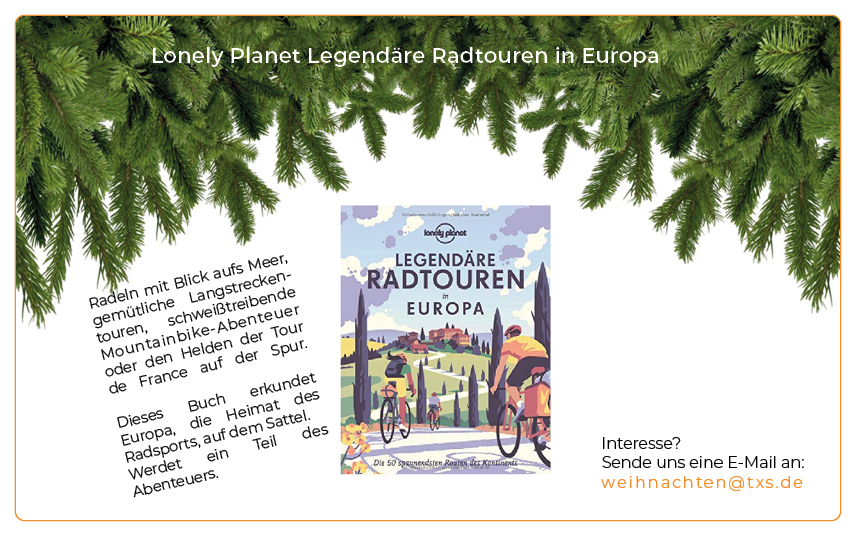 Lonely Planet Legendäre Radtouren in Europa
Radeln mit Blick aufs Meer,
gemütliche Langstrecken-
touren, schweißtreibende
Mountainbike-Abenteuer
oder den Helden der Tour
de France auf der Spur.
Dieses Buch erkundet
Europa, die Heimat des
Radsports, auf dem Sattel.
Werdet ein Teil des
Abenteuers.
lonely planet
LEGENDÄRE
RADTOUREN
in
EUROPA
Die 50 spannendsten Routen des Kontinents
Interesse?
Sende uns eine E-Mail an:
weihnachten@txs.de